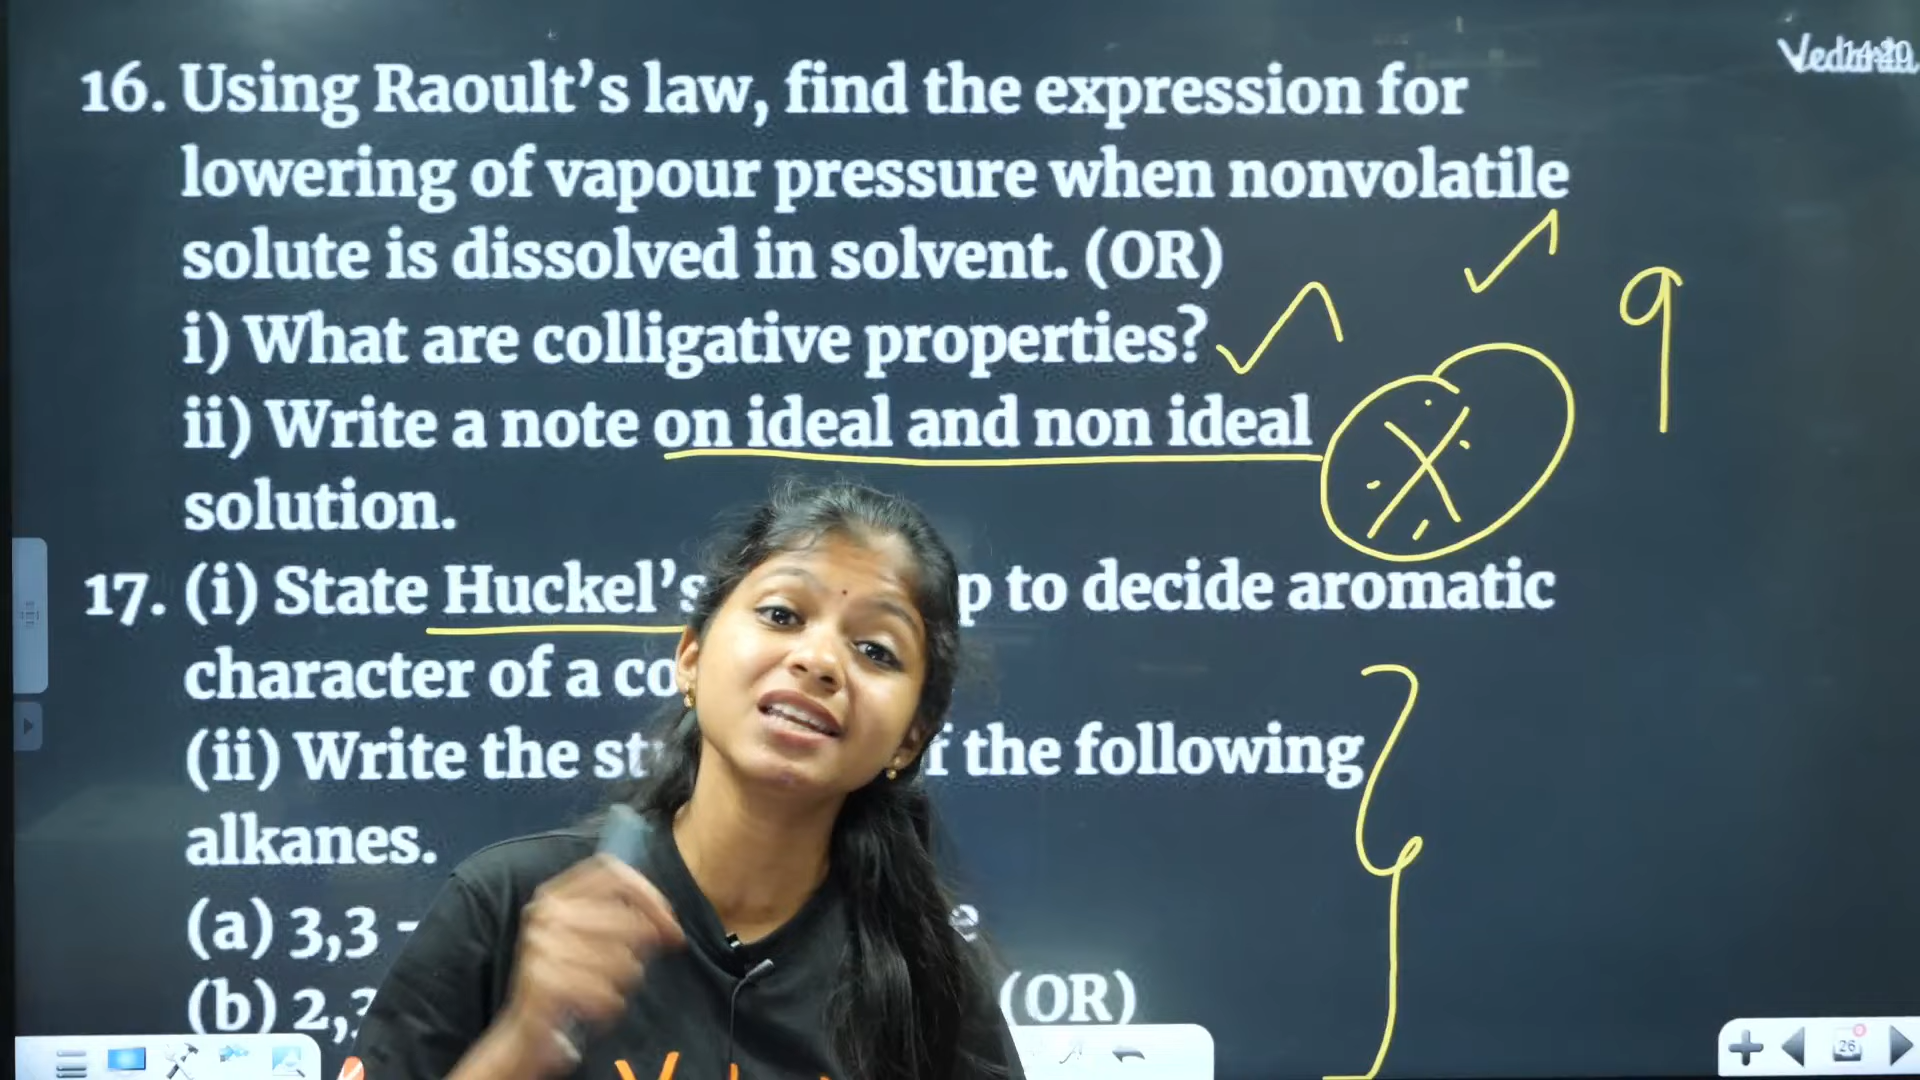 16. Using Raoult's law, find the expression for
lowering of vapour pressure when nonvolatile
solute is dissolved in solvent. (OR)
i) What are colligative properties?
9
ii) Write a note on ideal and non ideal
solution.
17. (i) State Huckel's to decide aromatic
character of a
(ii) Write the the following
alkanes.
(a) 3,3 -
(b) (OR)
26